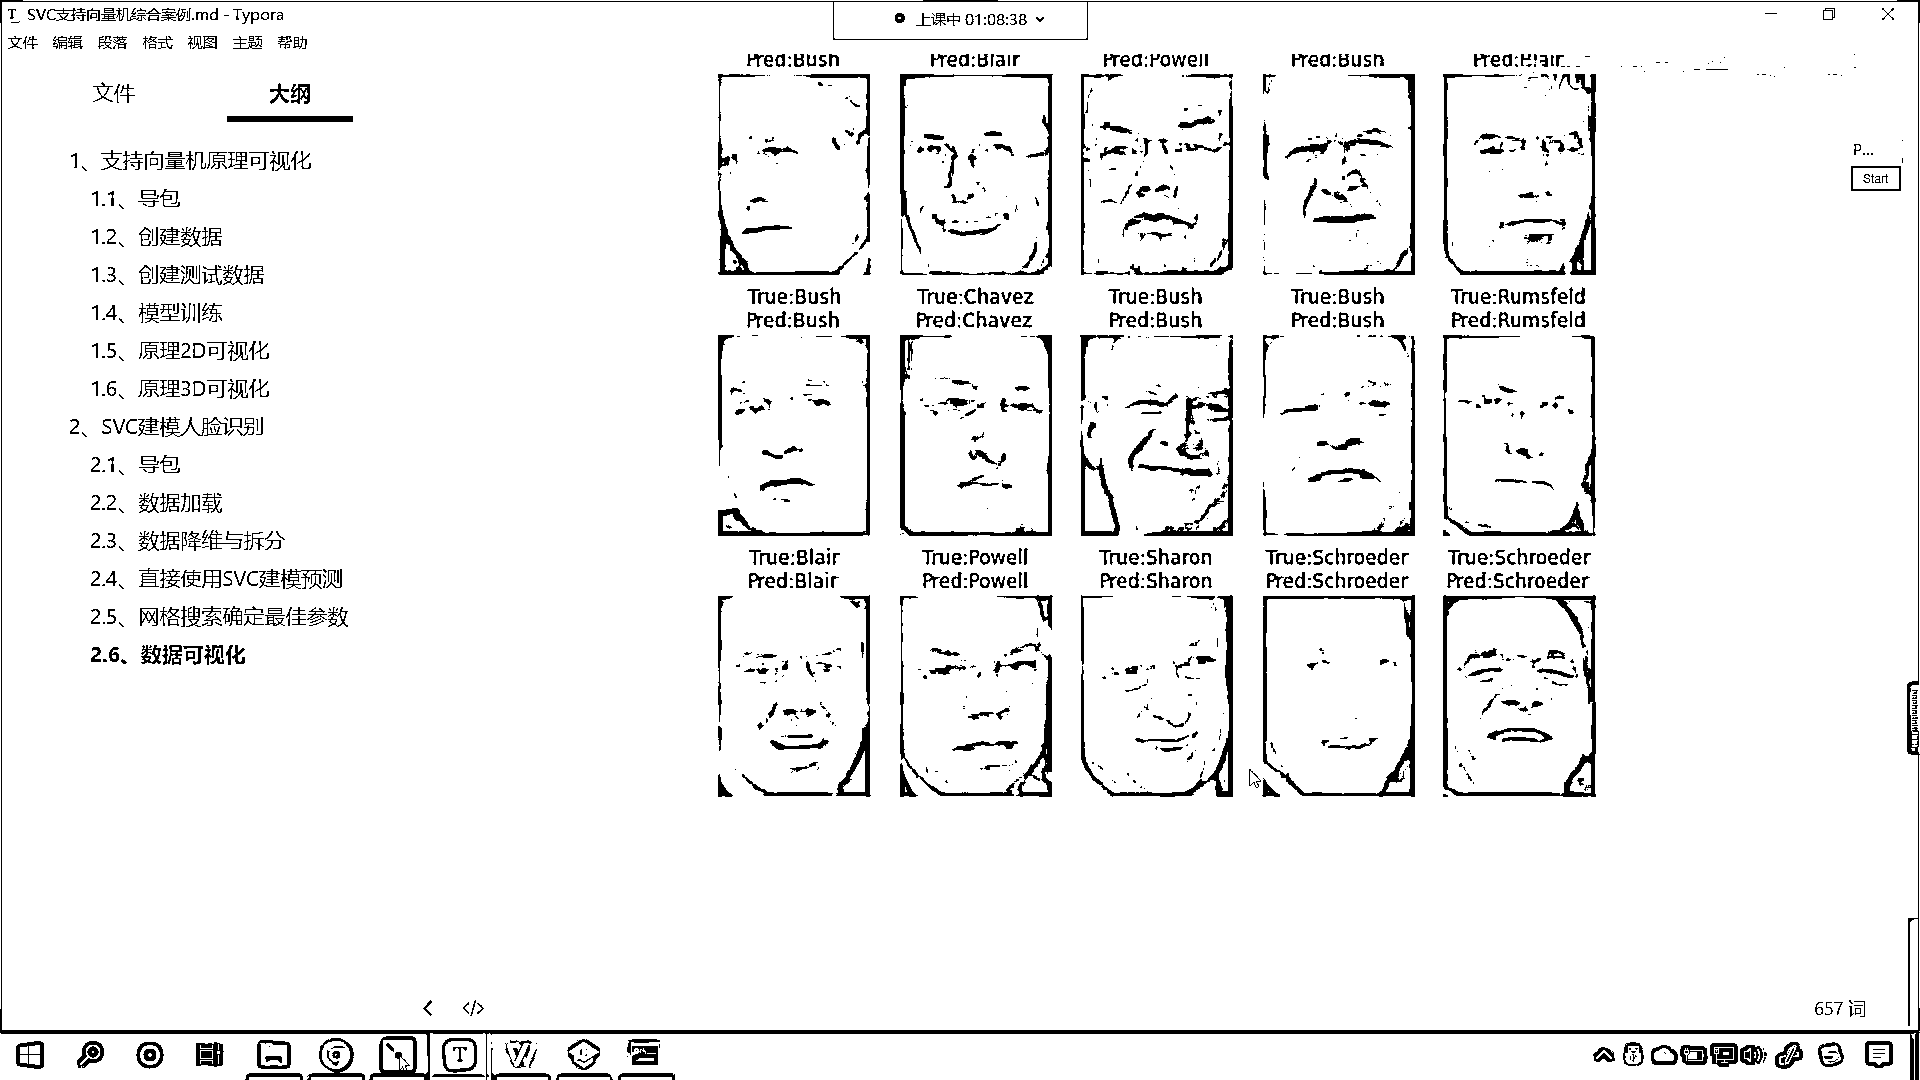 SVC支持向量机综合案例.md - Typora
上课中 01:08:38
文件 编辑 段落 格式 视图 主题 帮助
文件 大纲
1、支持向量机原理可视化
1.1、导包
1.2、创建数据
1.3、创建测试数据
1.4、模型训练
1.5、原理2D可视化
1.6、原理3D可视化
2、SVC建模人脸识别
2.1、导包
2.2、数据加载
2.3、数据降维与拆分
2.4、直接使用SVC建模预测
2.5、网格搜索确定最佳参数
2.6、数据可视化
Pred:Bush Pred:Blair Pred:Powell Pred:Bush Pred:Blair
True:Bush True:Chavez True:Bush True:Bush True:Rumsfeld
Pred:Bush Pred:Chavez Pred:Bush Pred:Bush Pred:Rumsfeld
True:Blair True:Powell True:Sharon True:Schroeder True:Schroeder
Pred:Blair Pred:Powell Pred:Sharon Pred:Schroeder Pred:Schroeder
P...
Start
657 词